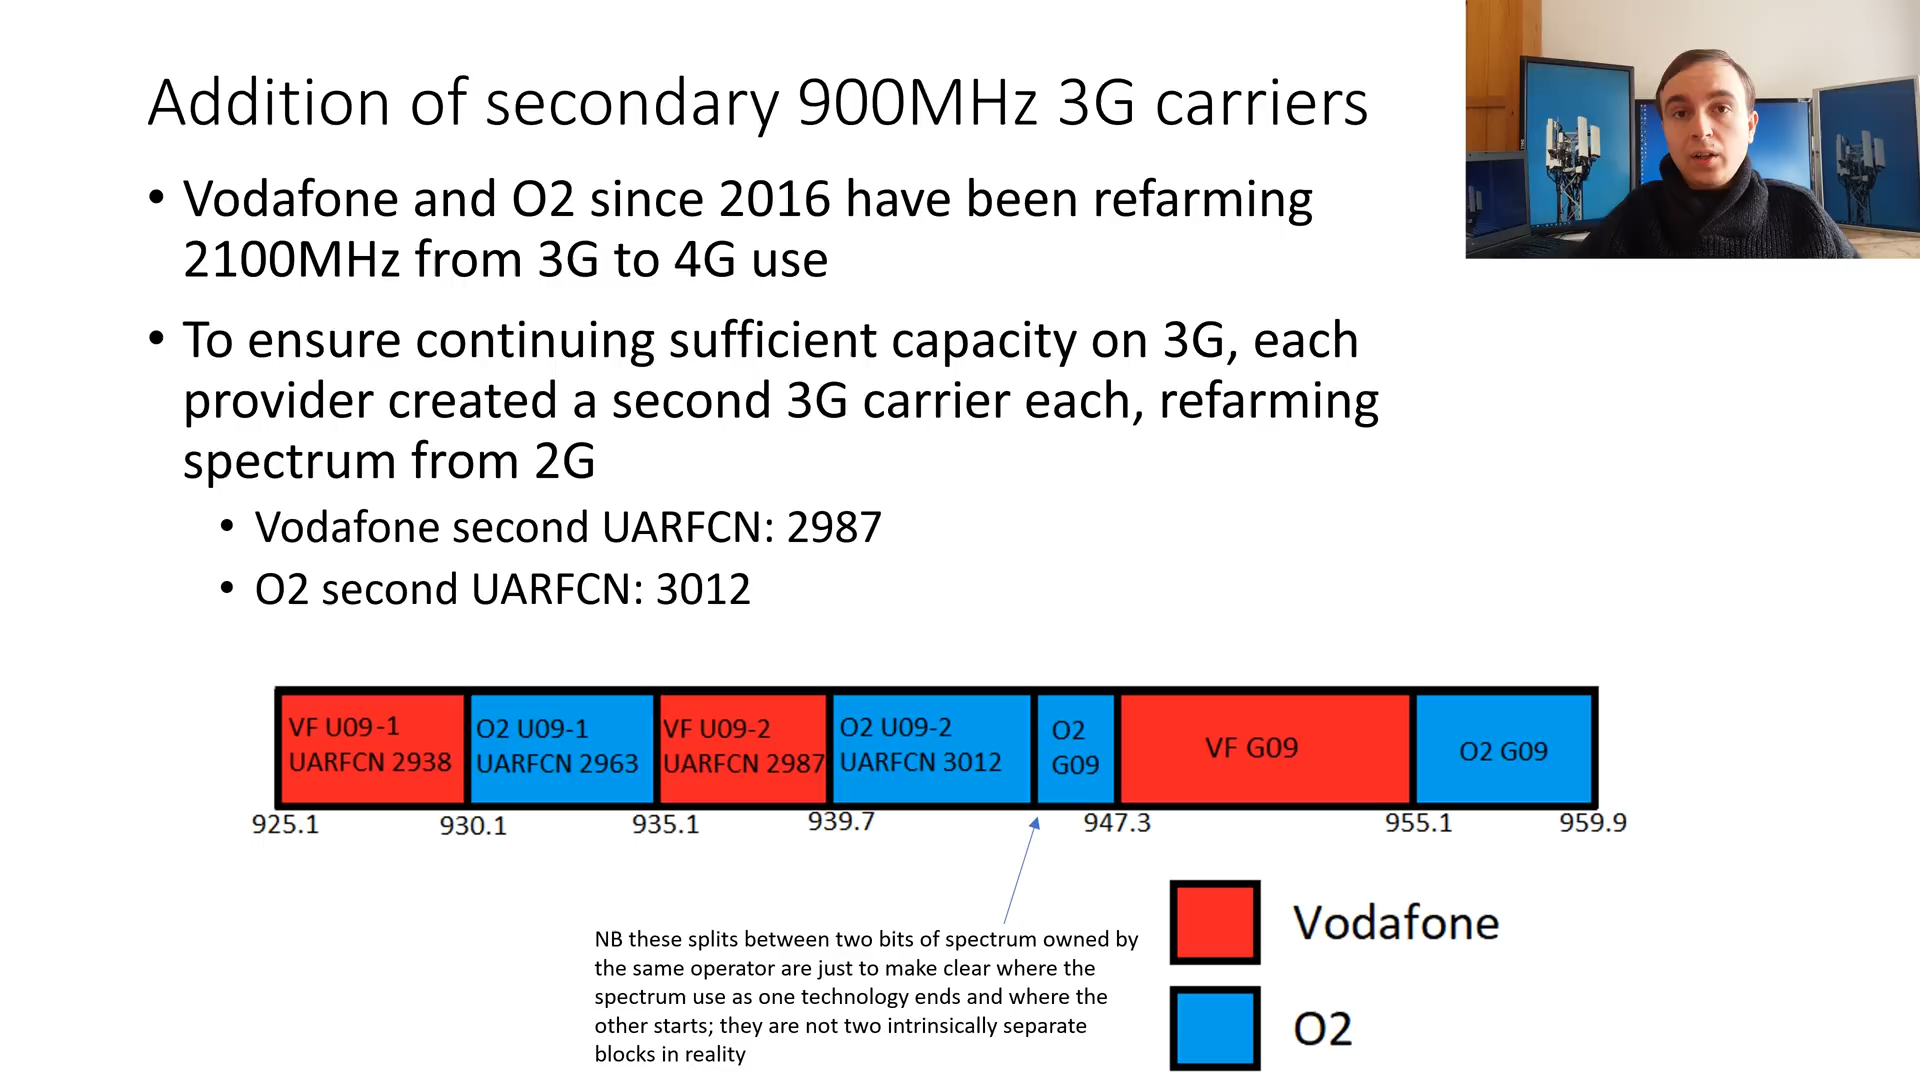 Addition of secondary 900MHz 3G carriers
• Vodafone and O2 since 2016 have been refarming
2100MHz from 3G to 4G use
• To ensure continuing sufficient capacity on 3G, each
provider created a second 3G carrier each, refarming
spectrum from 2G
• Vodafone second UARFCN: 2987
• O2 second UARFCN: 3012
VF U09-1
UARFCN 2938
O2 U09-1
UARFCN 2963
VF U09-2
UARFCN 2987
O2 U09-2
UARFCN 3012
O2
G09
VF G09
O2 G09
925.1
930.1
935.1
939.7
947.3
955.1
959.9
NB these splits between two bits of spectrum owned by
the same operator are just to make clear where the
spectrum use as one technology ends and where the
other starts; they are not two intrinsically separate
blocks in reality
Vodafone
O2